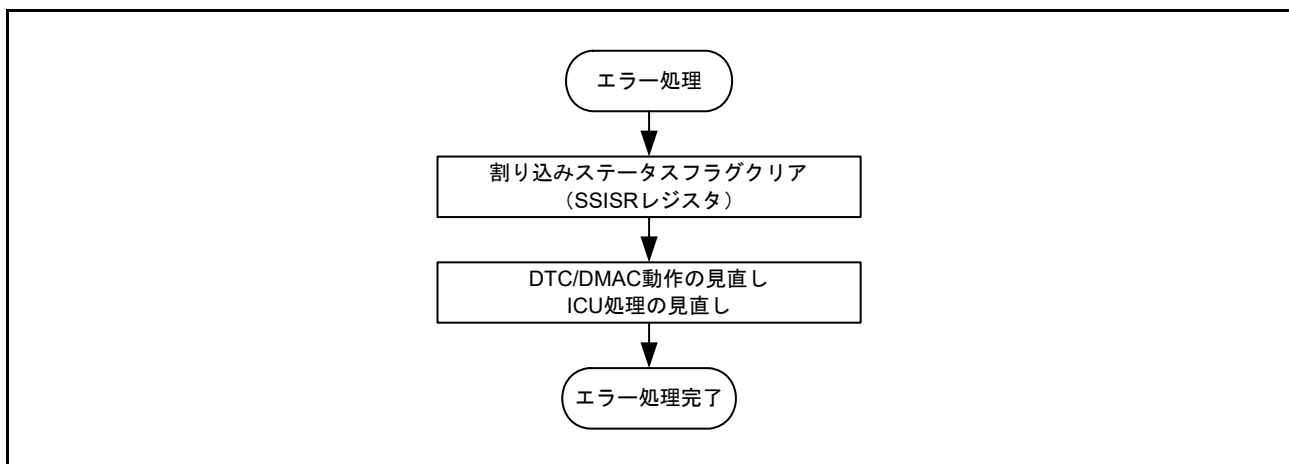 エラー処理
割り込みステータスフラグクリア
（SSISRレジスタ）
DTC/DMAC動作の見直し
ICU処理の見直し
エラー処理完了